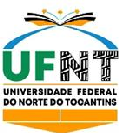 UFNT
UNIVERSIDADE FEDERAL
DO NORTE DO TOCANTINS